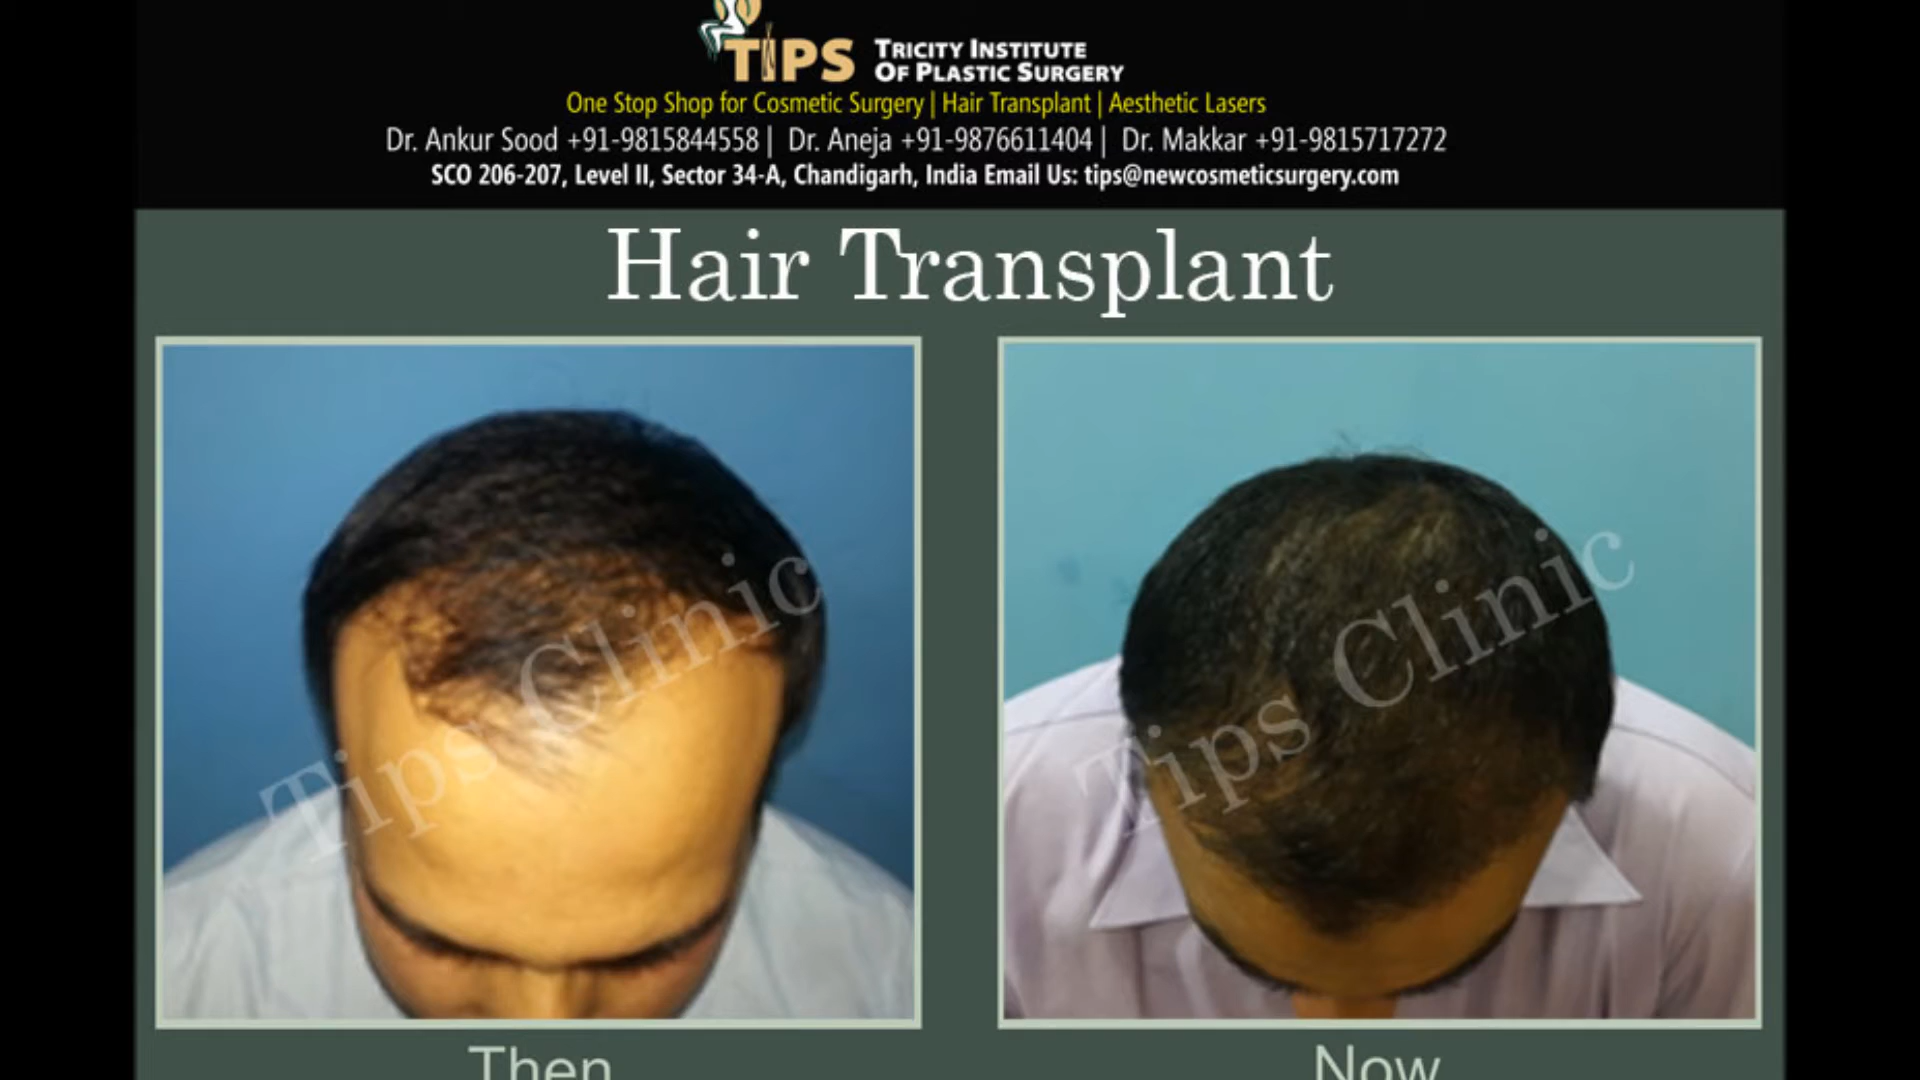 TIPS TRICITY INSTITUTE
OF PLASTIC SURGERY
One Stop Shop for Cosmetic Surgery | Hair Transplant | Aesthetic Lasers
Dr. Ankur Sood +91-9815844558 | Dr. Aneja +91-9876611404 | Dr. Makkar +91-9815717272
SCO 206-207, Level II, Sector 34-A, Chandigarh, India Email Us: tips@newcosmeticsurgery.com
Hair Transplant
Tips Clinic
Tips Clinic
Then
Now